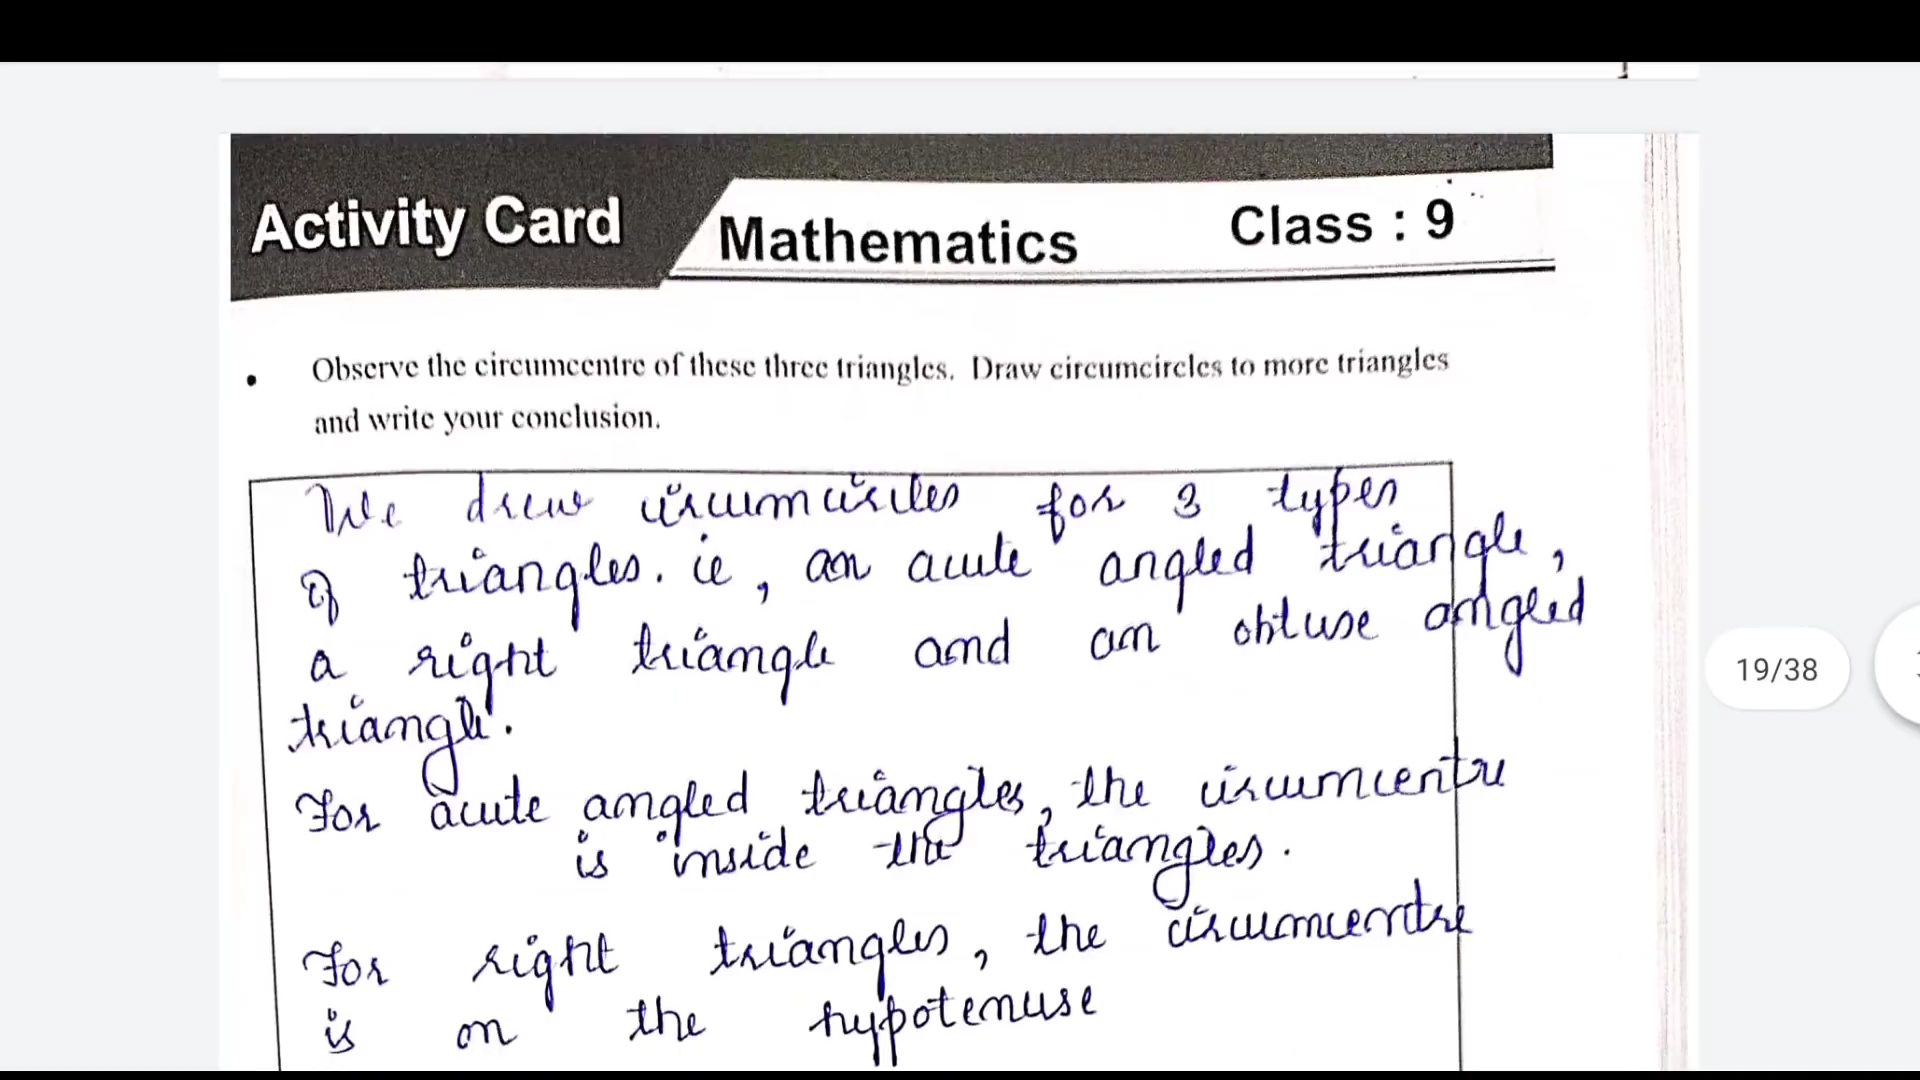 Activity Card
Mathematics
Class : 9
• Observe the circumcentre of these three triangles. Draw circumcircles to more triangles
and write your conclusion.
We drew circumcircles for 3 types
of triangles. ie, an acute angled triangle,
a right triangle and an obtuse angled
triangle.
For acute angled triangles, the circumcentre
is inside the triangles.
For right triangles, the circumcentre
is on the hypotenuse
19/38